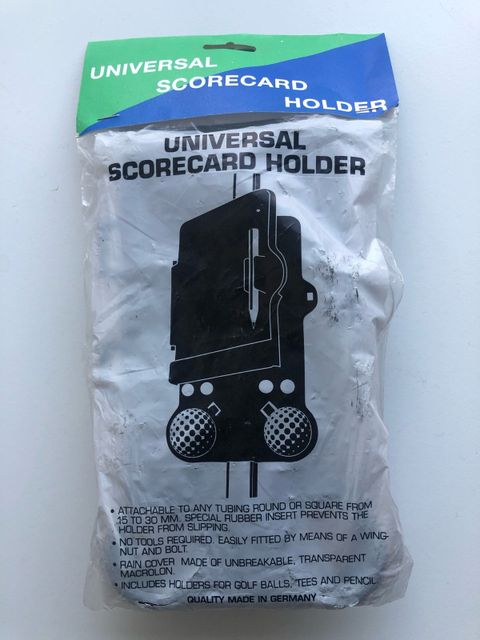 UNIVERSAL
SCORECARD
HOLDER
UNIVERSAL
SCORECARD HOLDER
• ATTACHABLE TO ANY TUBING ROUND OR SQUARE FROM
15 TO 30 MM. SPECIAL RUBBER INSERT PREVENTS THE
HOLDER FROM SLIPPING.
• NO TOOLS REQUIRED. EASILY FITTED BY MEANS OF A WING-
NUT AND BOLT.
• RAIN COVER MADE OF UNBREAKABLE, TRANSPARENT
MACROLON.
• INCLUDES HOLDERS FOR GOLF BALLS, TEES AND PENCIL.
QUALITY MADE IN GERMANY